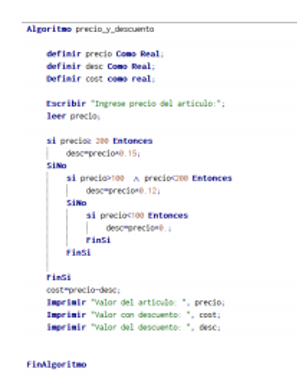 Algoritmo precio_y_descuento
definir precio Como Real;
definir desc Como Real;
Definir cost como real;
Escribir "Ingrese precio del articulo:";
leer precio;
si precio≥ 200 Entonces
desc=precio*0.15;
SiNo
si precio>100 ∧ precio<200 Entonces
desc=precio*0.12;
SiNo
si precio<100 Entonces
desc=precio*0.;
FinSi
FinSi
FinSi
cost=precio-desc;
Imprimir "Valor del articulo: ", precio;
Imprimir "Valor con descuento: ", cost;
imprimir "Valor del descuento: ", desc;
FinAlgoritmo